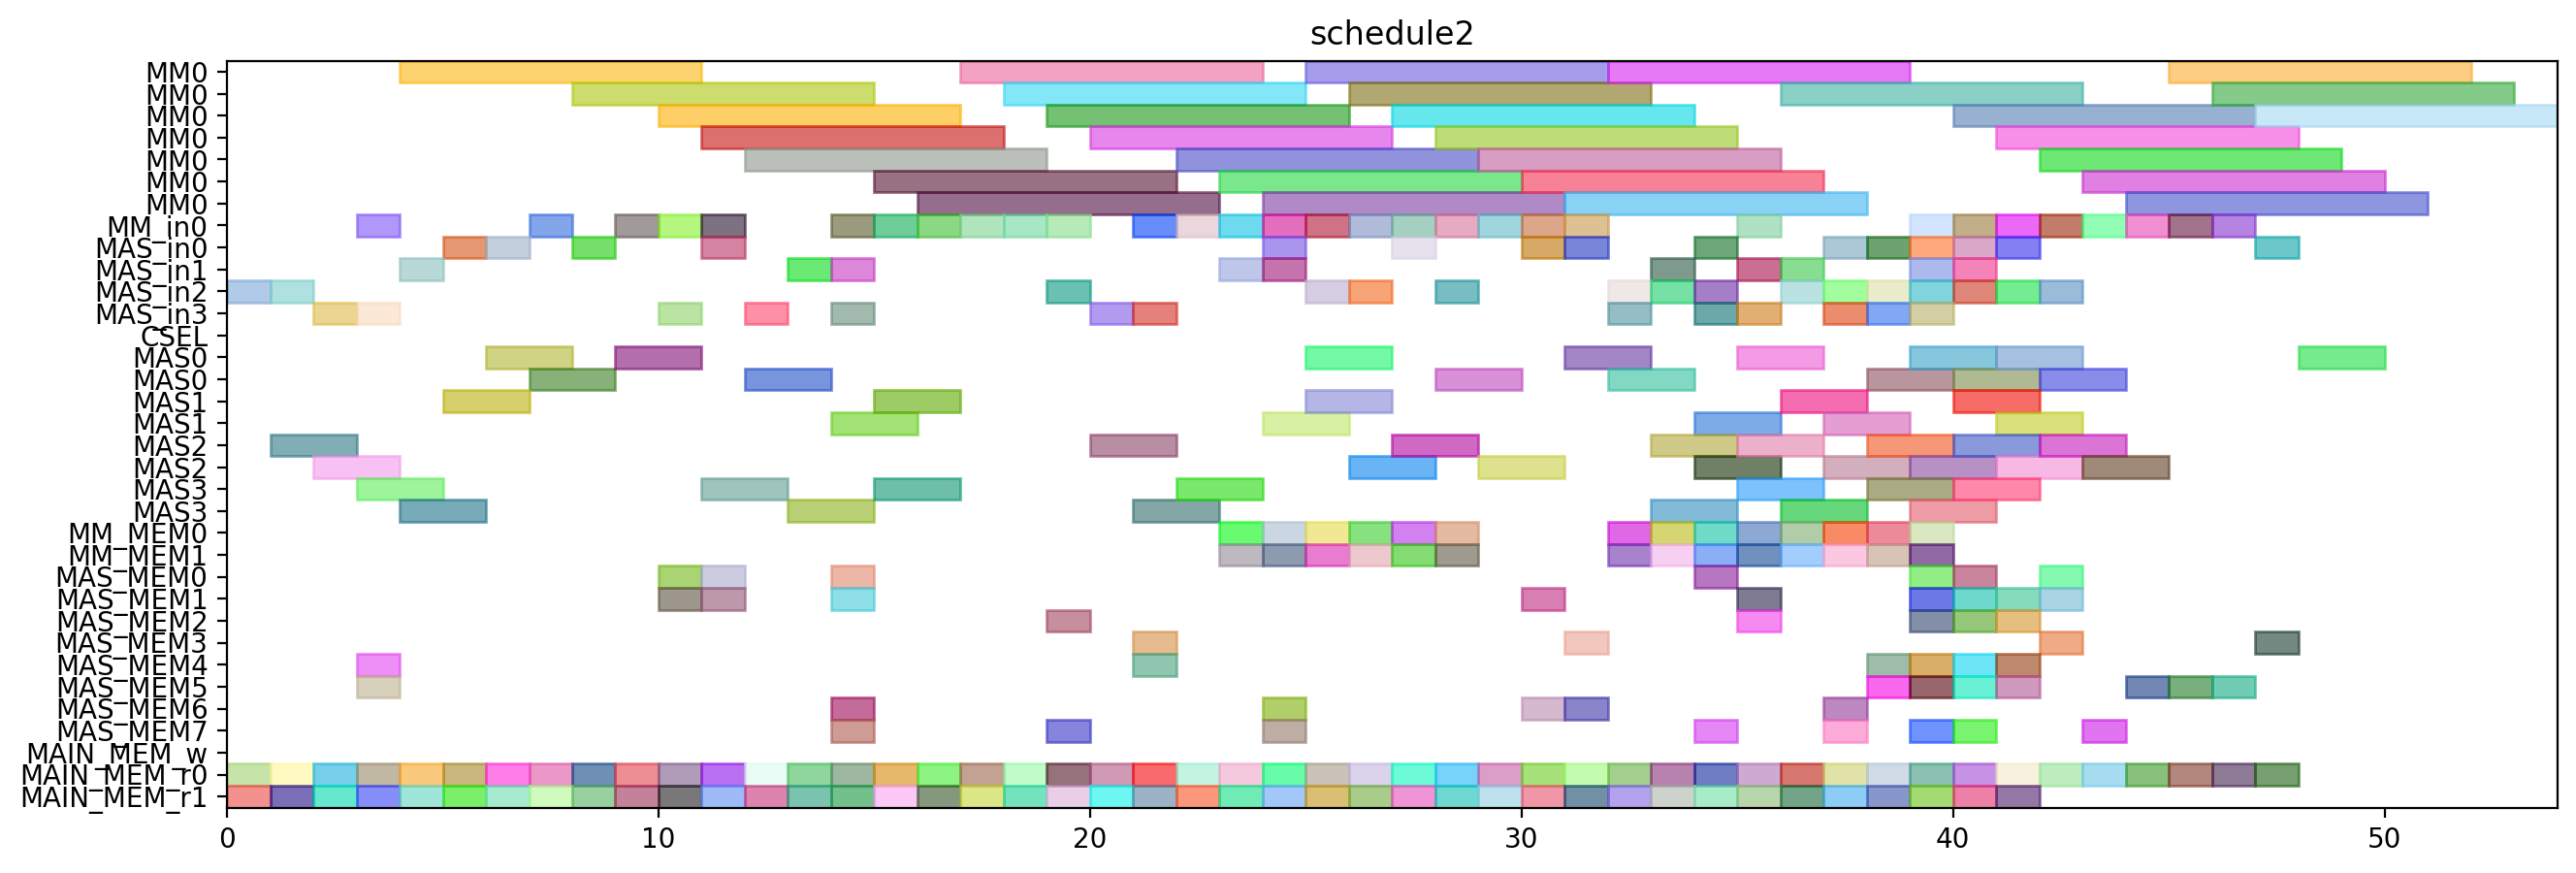 schedule2
MM0
MM0
MM0
MM0
MM0
MM0
MM0
MM_in0
MAS_in0
MAS_in1
MAS_in2
MAS_in3
CSEL
MAS0
MAS0
MAS1
MAS1
MAS2
MAS2
MAS3
MAS3
MM_MEM0
MM_MEM1
MAS_MEM0
MAS_MEM1
MAS_MEM2
MAS_MEM3
MAS_MEM4
MAS_MEM5
MAS_MEM6
MAS_MEM7
MAIN_MEM_w
MAIN_MEM_r0
MAIN_MEM_r1
0 10 20 30 40 50